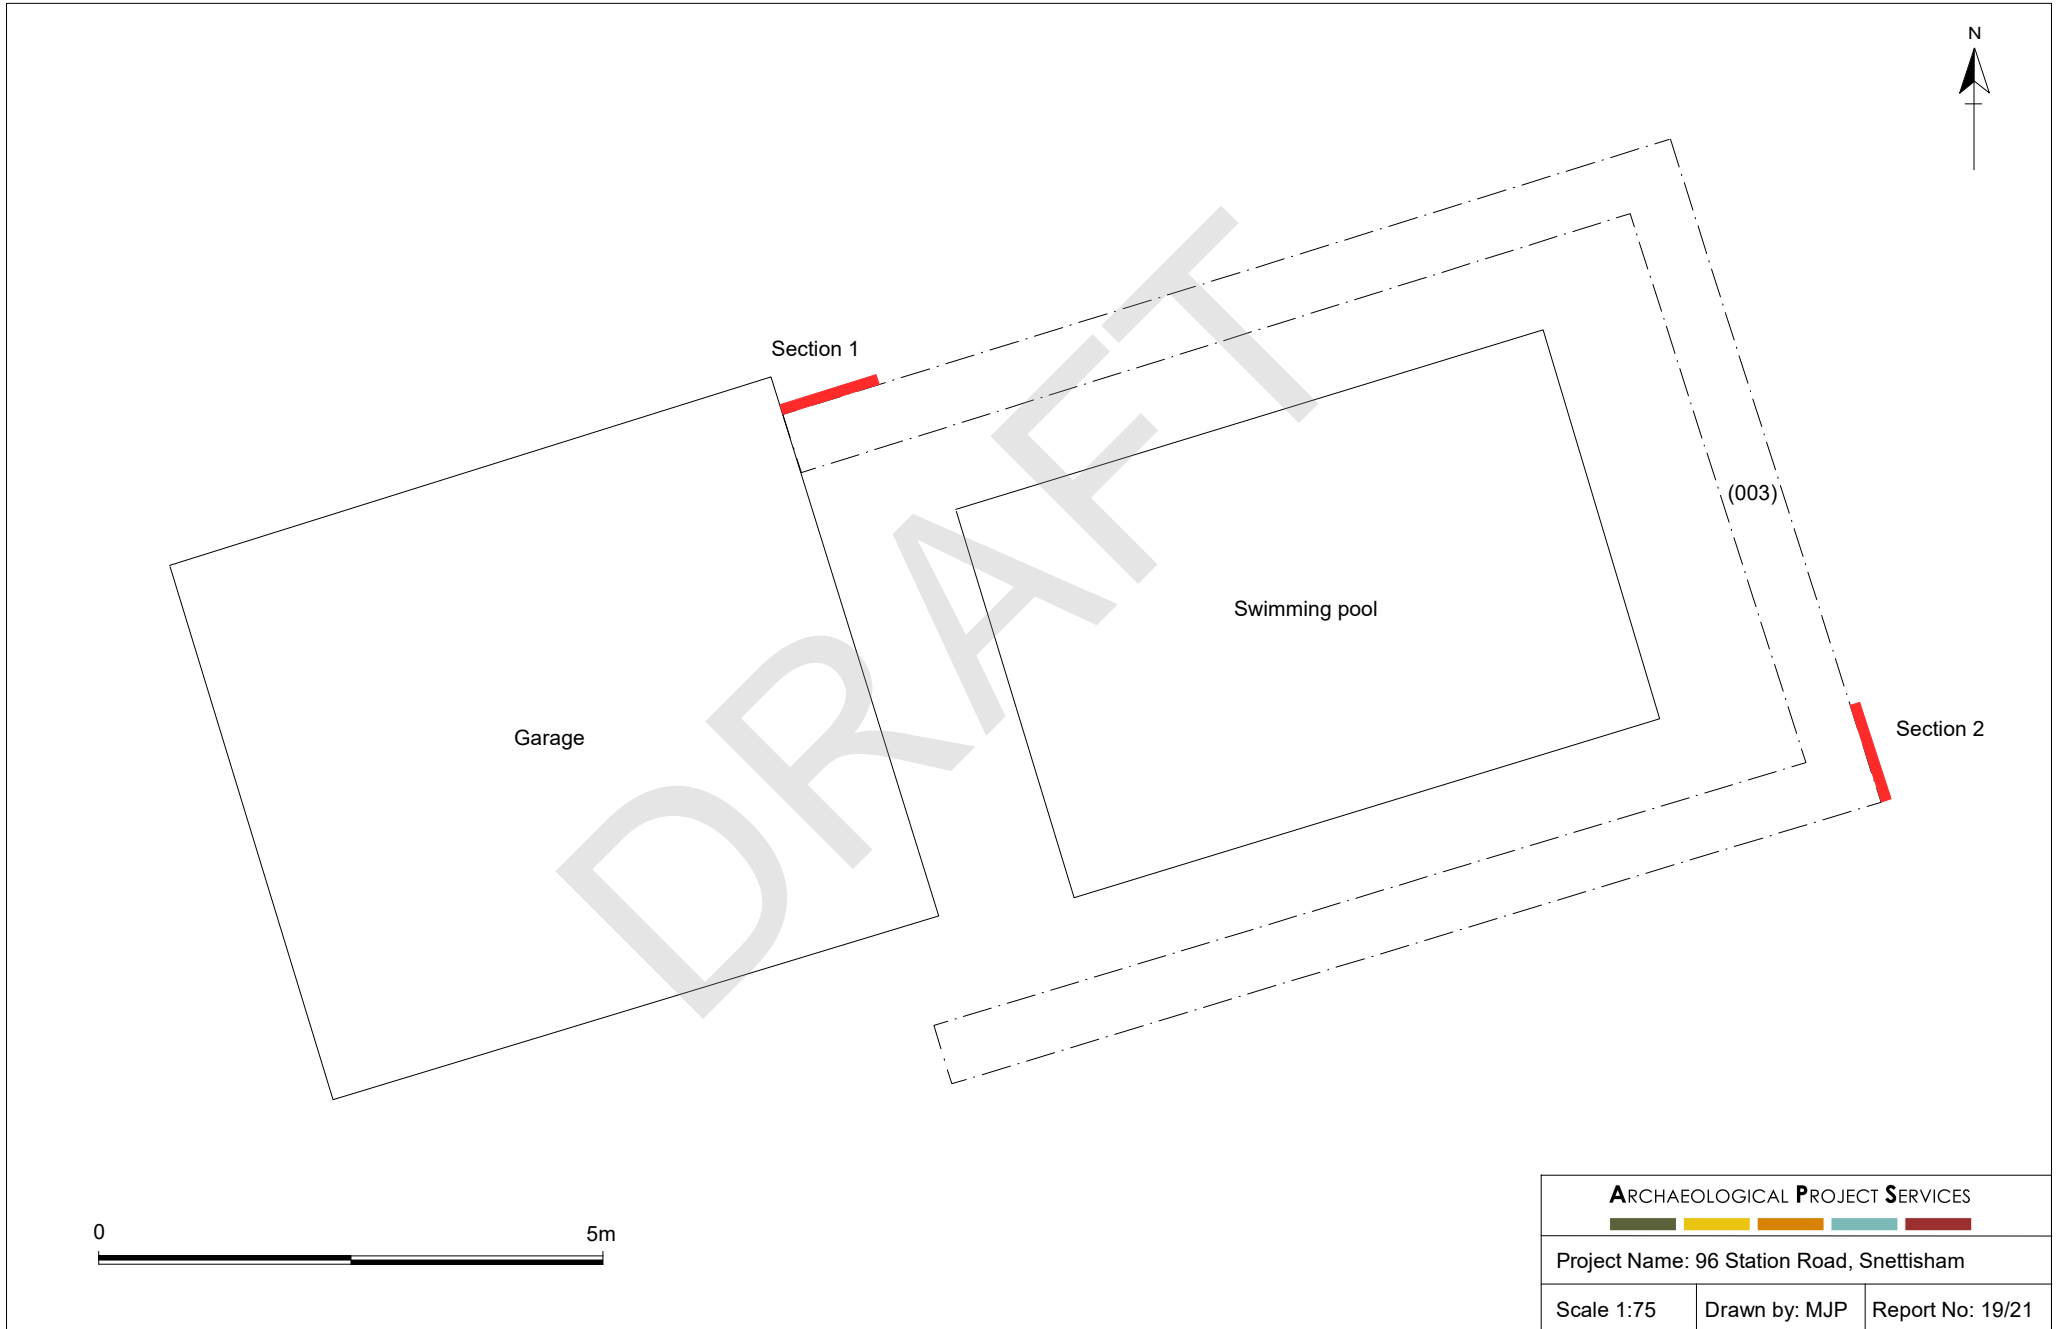 N
Section 1
(003)
Swimming pool
Section 2
Garage
DRAFT
0 5m
ARCHAEOLOGICAL PROJECT SERVICES
Project Name: 96 Station Road, Snettisham
Scale 1:75 Drawn by: MJP Report No: 19/21